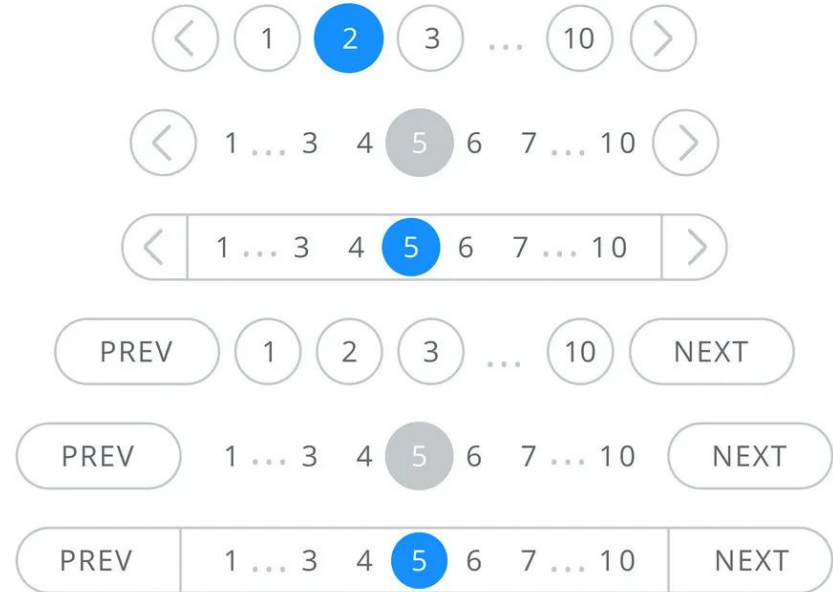 1 2 3 ... 10
1 ... 3 4 5 6 7 ... 10
1 ... 3 4 5 6 7 ... 10
PREV 1 2 3 ... 10 NEXT
PREV 1 ... 3 4 5 6 7 ... 10 NEXT
PREV 1 ... 3 4 5 6 7 ... 10 NEXT